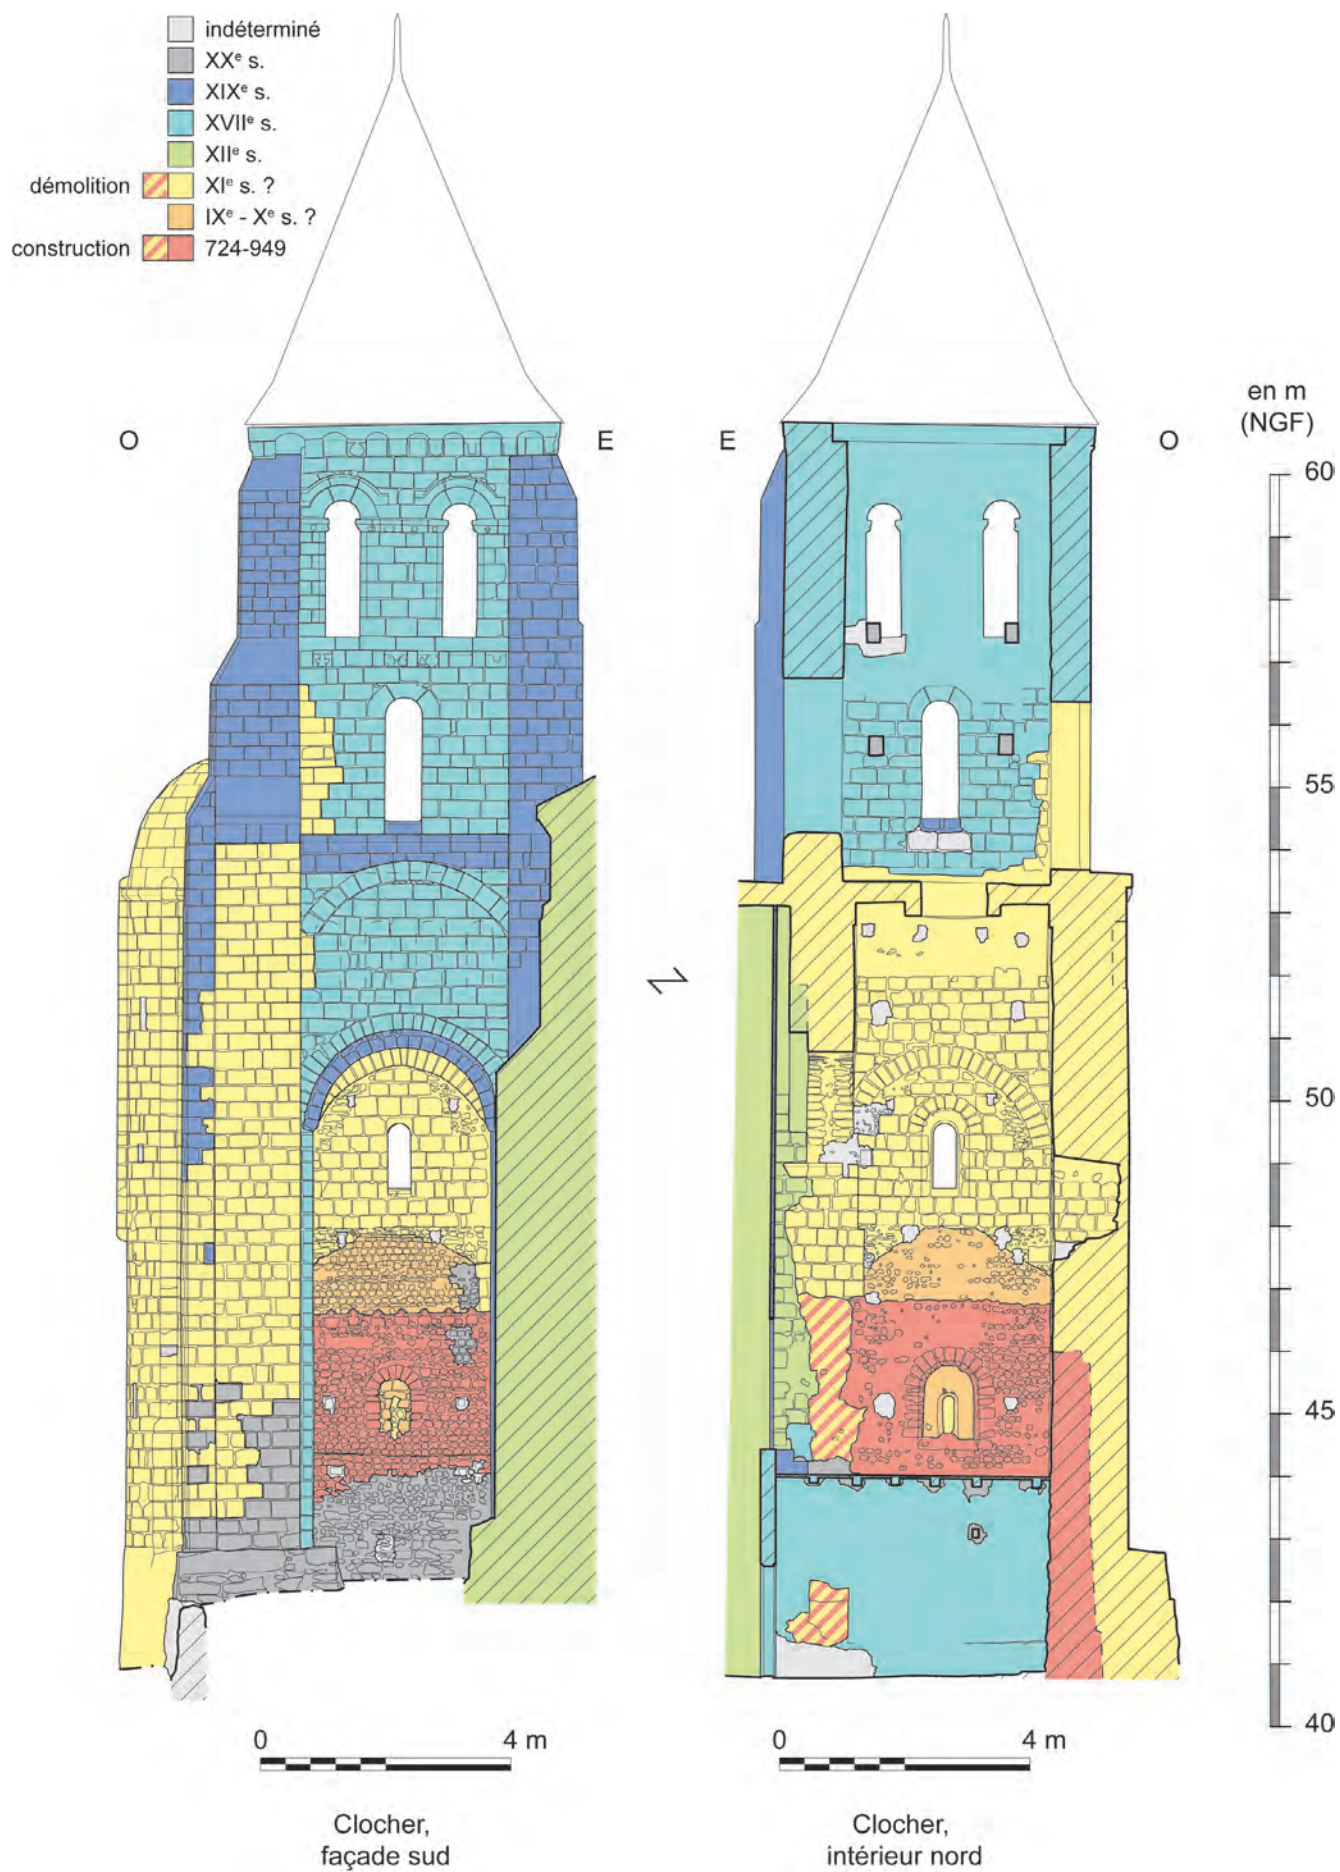 indéterminé
XXᵉ s.
XIXᵉ s.
XVIIᵉ s.
XIIᵉ s.
démolition XIᵉ s. ?
IXᵉ - Xᵉ s. ?
construction 724-949
en m
(NGF)
O E E O
60
55
50
45
40
0 4 m
0 4 m
Clocher,
façade sud
Clocher,
intérieur nord